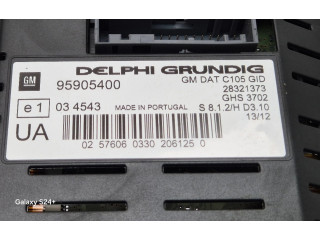 DELPHI GRUNDIG
GM
95905400
GM DAT C105 GID
28321373
GHS 3702
e 1
03 4543
MADE IN PORTUGAL
S 8.1.2/H D3.10
13/12
UA
02 57606 0330 206125 0
Galaxy S24+